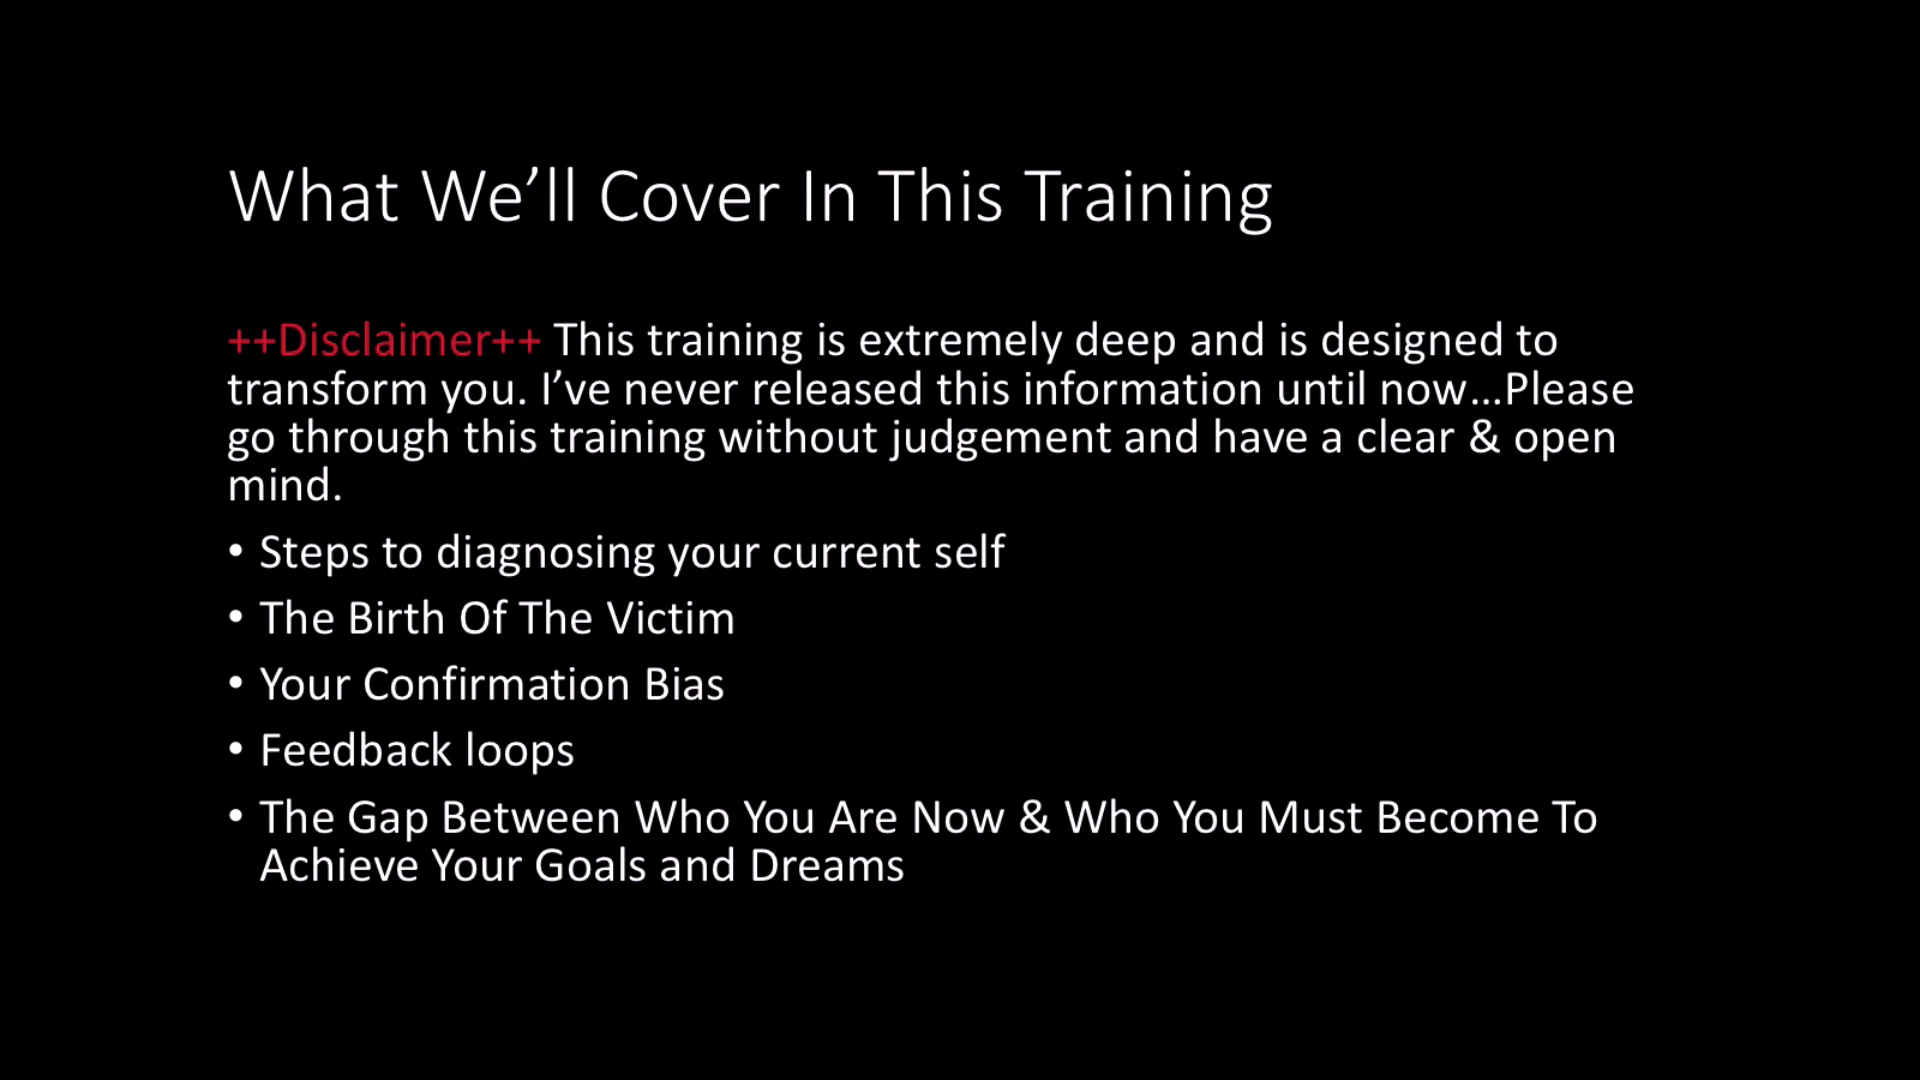 What We’ll Cover In This Training
++Disclaimer++ This training is extremely deep and is designed to
transform you. I’ve never released this information until now...Please
go through this training without judgement and have a clear & open
mind.
• Steps to diagnosing your current self
• The Birth Of The Victim
• Your Confirmation Bias
• Feedback loops
• The Gap Between Who You Are Now & Who You Must Become To
Achieve Your Goals and Dreams